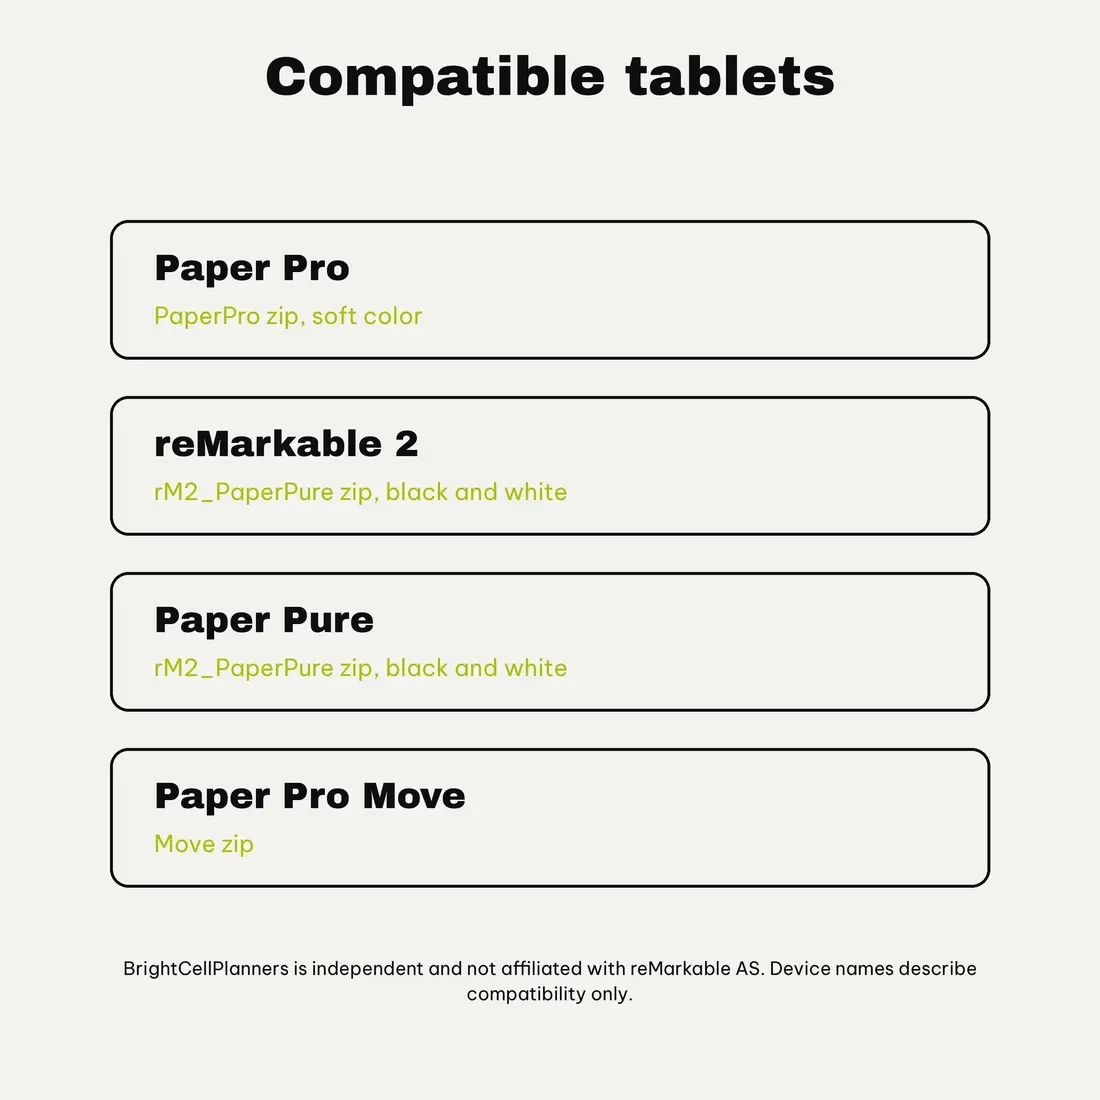 Compatible tablets
Paper Pro
PaperPro zip, soft color
reMarkable 2
rM2_PaperPure zip, black and white
Paper Pure
rM2_PaperPure zip, black and white
Paper Pro Move
Move zip
BrightCellPlanners is independent and not affiliated with reMarkable AS. Device names describe
compatibility only.